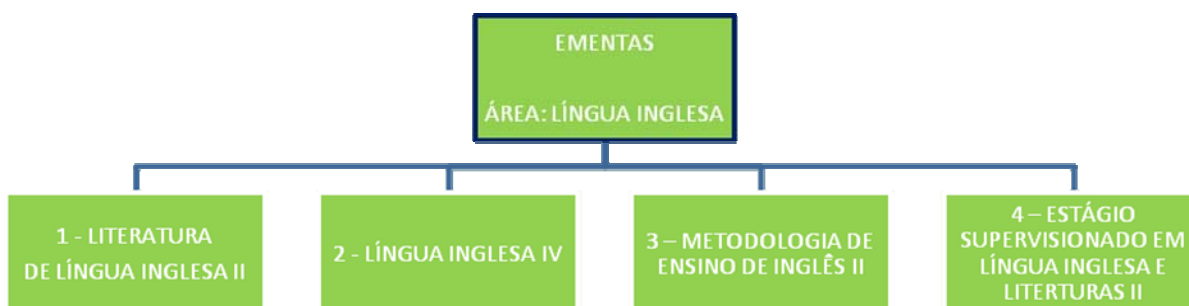 EMENTAS
ÁREA: LÍNGUA INGLESA
1 - LITERATURA
DE LÍNGUA INGLESA II
2 - LÍNGUA INGLESA IV
3 – METODOLOGIA DE
ENSINO DE INGLÊS II
4 – ESTÁGIO
SUPERVISIONADO EM
LÍNGUA INGLESA E
LITERTURAS II